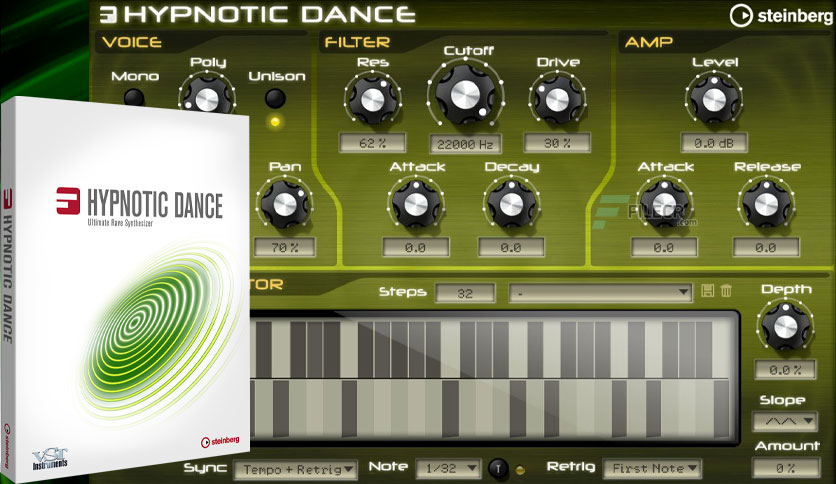 HYPNOTIC DANCE
steinberg
VOICE
FILTER
AMP
Mono
Poly
Unison
Res
Cutoff
Drive
Level
62 %
22000 Hz
30 %
0.0 dB
Pan
Attack
Decay
Attack
Release
70 %
0.0
0.0
0.0
0.0
FILECR
.com
HYPNOTIC DANCE
Ultimate Rave Synthesizer
HYPNOTIC DANCE
steinberg
VST
Instruments
Steps
32
-
Depth
0.0 %
Slope
Amount
0 %
Sync
Tempo + Retrig
Note
1/32
T
Retrig
First Note